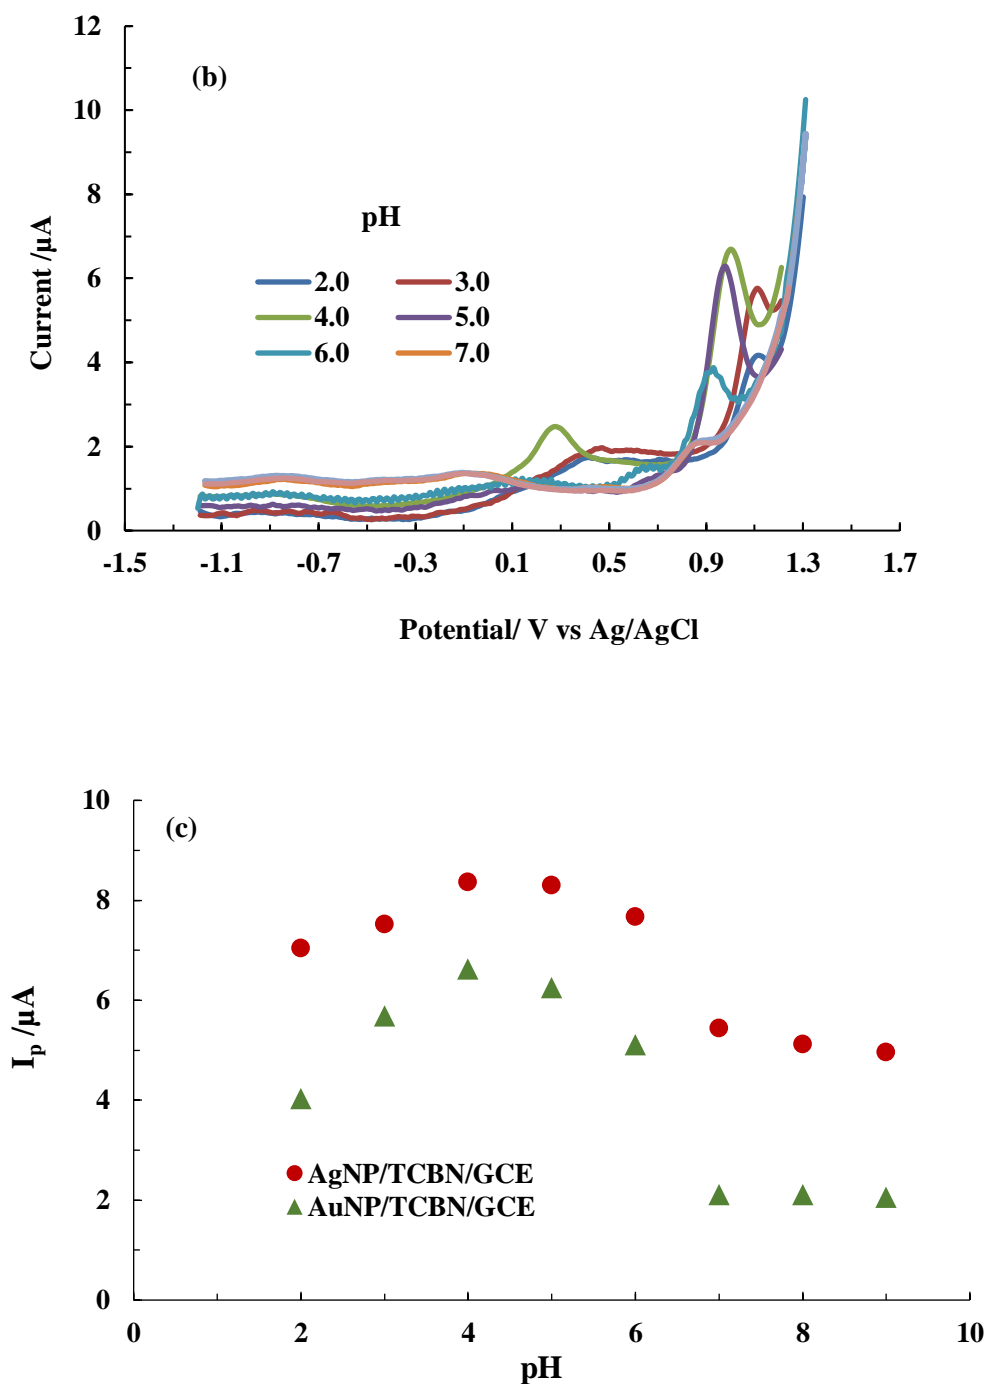 12
(b)
10
8
pH
6
4
2
0
2.0 3.0
4.0 5.0
6.0 7.0
Current /µA
-1.5 -1.1 -0.7 -0.3 0.1 0.5 0.9 1.3 1.7
Potential/ V vs Ag/AgCl
10
(c)
8
6
4
2
0
I_p /µA
AgNP/TCBN/GCE
AuNP/TCBN/GCE
0 2 4 6 8 10
pH